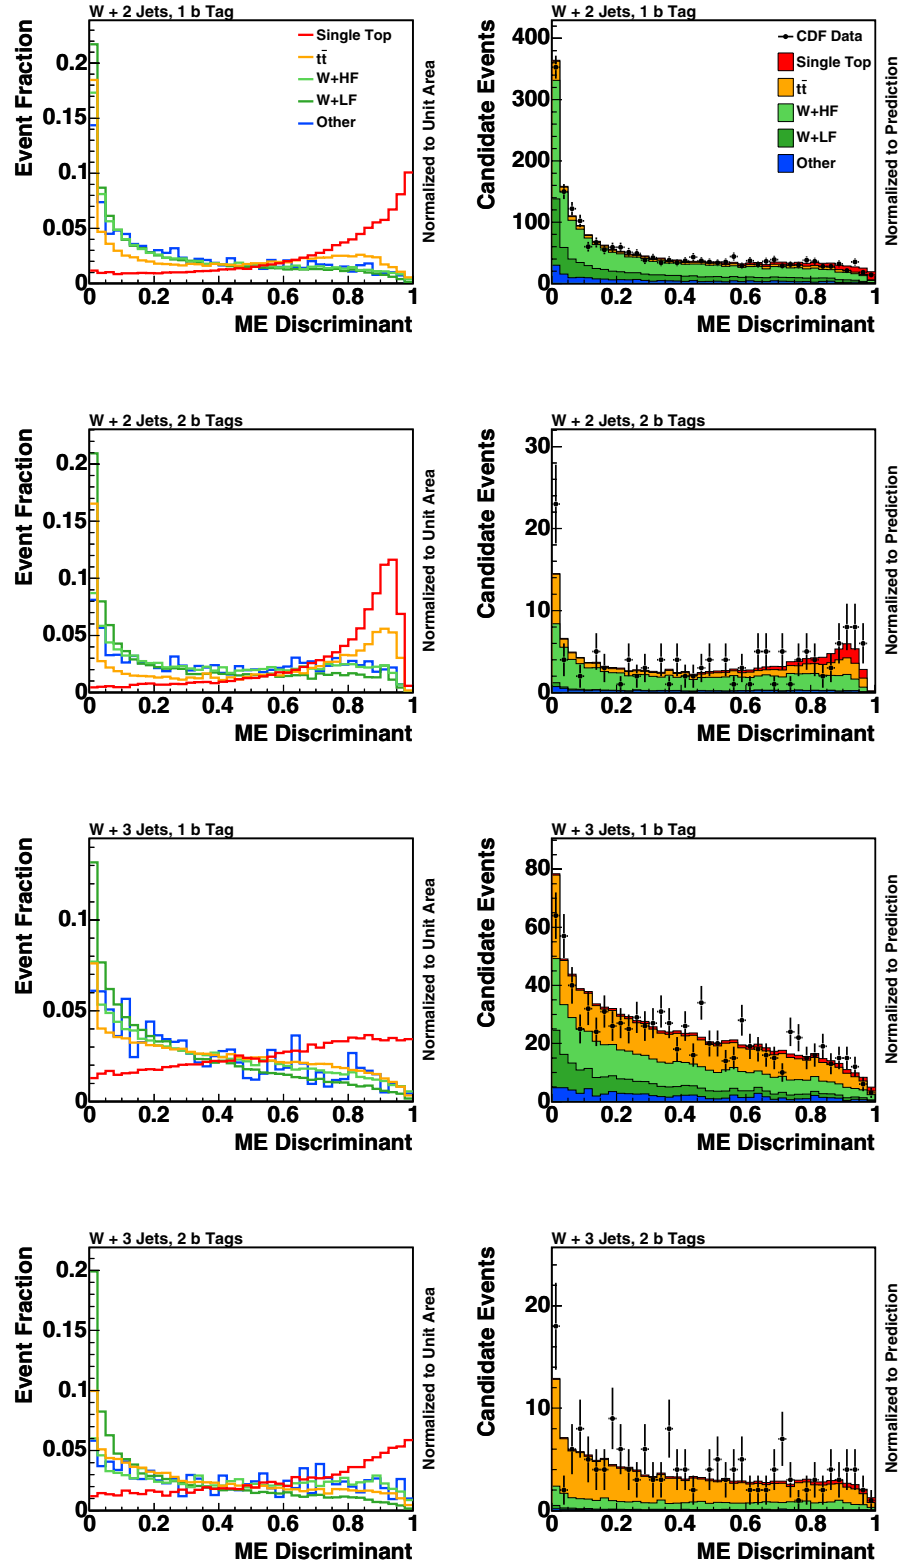 W + 2 Jets, 1 b Tag
Event Fraction
0.2
0.15
0.1
0.05
0
0 0.2 0.4 0.6 0.8 1
ME Discriminant
Normalized to Unit Area
Single Top
tt̄
W+HF
W+LF
Other
W + 2 Jets, 1 b Tag
Candidate Events
400
300
200
100
0
0 0.2 0.4 0.6 0.8 1
ME Discriminant
Normalized to Prediction
CDF Data
Single Top
tt̄
W+HF
W+LF
Other
W + 2 Jets, 2 b Tags
Event Fraction
0.2
0.15
0.1
0.05
0
0 0.2 0.4 0.6 0.8 1
ME Discriminant
Normalized to Unit Area
W + 2 Jets, 2 b Tags
Candidate Events
30
20
10
0
0 0.2 0.4 0.6 0.8 1
ME Discriminant
Normalized to Prediction
W + 3 Jets, 1 b Tag
Event Fraction
0.1
0.05
0
0 0.2 0.4 0.6 0.8 1
ME Discriminant
Normalized to Unit Area
W + 3 Jets, 1 b Tag
Candidate Events
80
60
40
20
0
0 0.2 0.4 0.6 0.8 1
ME Discriminant
Normalized to Prediction
W + 3 Jets, 2 b Tags
Event Fraction
0.2
0.15
0.1
0.05
0
0 0.2 0.4 0.6 0.8 1
ME Discriminant
Normalized to Unit Area
W + 3 Jets, 2 b Tags
Candidate Events
20
10
0
0 0.2 0.4 0.6 0.8 1
ME Discriminant
Normalized to Prediction